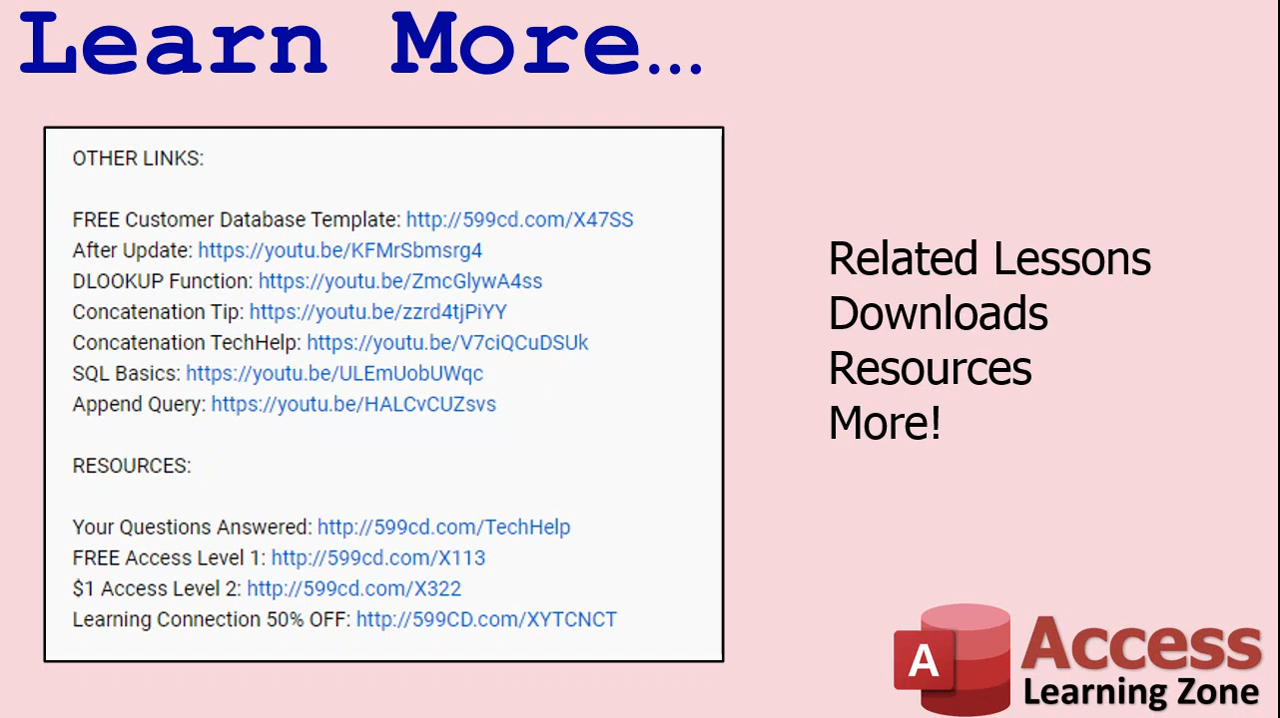 Learn More...
OTHER LINKS:
FREE Customer Database Template: http://599cd.com/X47SS
After Update: https://youtu.be/KFMrSbmsrg4
DLOOKUP Function: https://youtu.be/ZmcGlywA4ss
Concatenation Tip: https://youtu.be/zzrd4tjPiYY
Concatenation TechHelp: https://youtu.be/V7ciQCuDSUk
SQL Basics: https://youtu.be/ULEmUobUWqc
Append Query: https://youtu.be/HALCvCUZsvs
RESOURCES:
Your Questions Answered: http://599cd.com/TechHelp
FREE Access Level 1: http://599cd.com/X113
$1 Access Level 2: http://599cd.com/X322
Learning Connection 50% OFF: http://599CD.com/XYTCNCT
Related Lessons
Downloads
Resources
More!
A
Access
Learning Zone